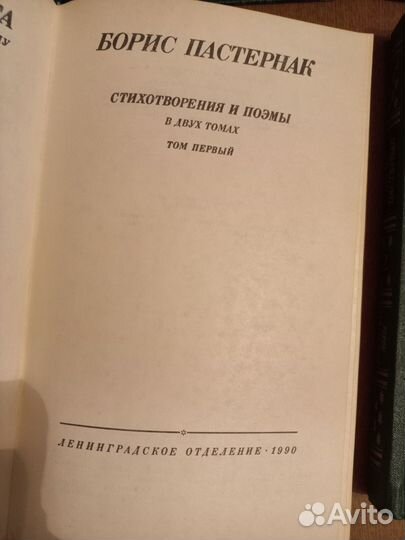 БОРИС ПАСТЕРНАК
СТИХОТВОРЕНИЯ И ПОЭМЫ
В ДВУХ ТОМАХ
ТОМ ПЕРВЫЙ
ЛЕНИНГРАДСКОЕ ОТДЕЛЕНИЕ · 1990
Avito